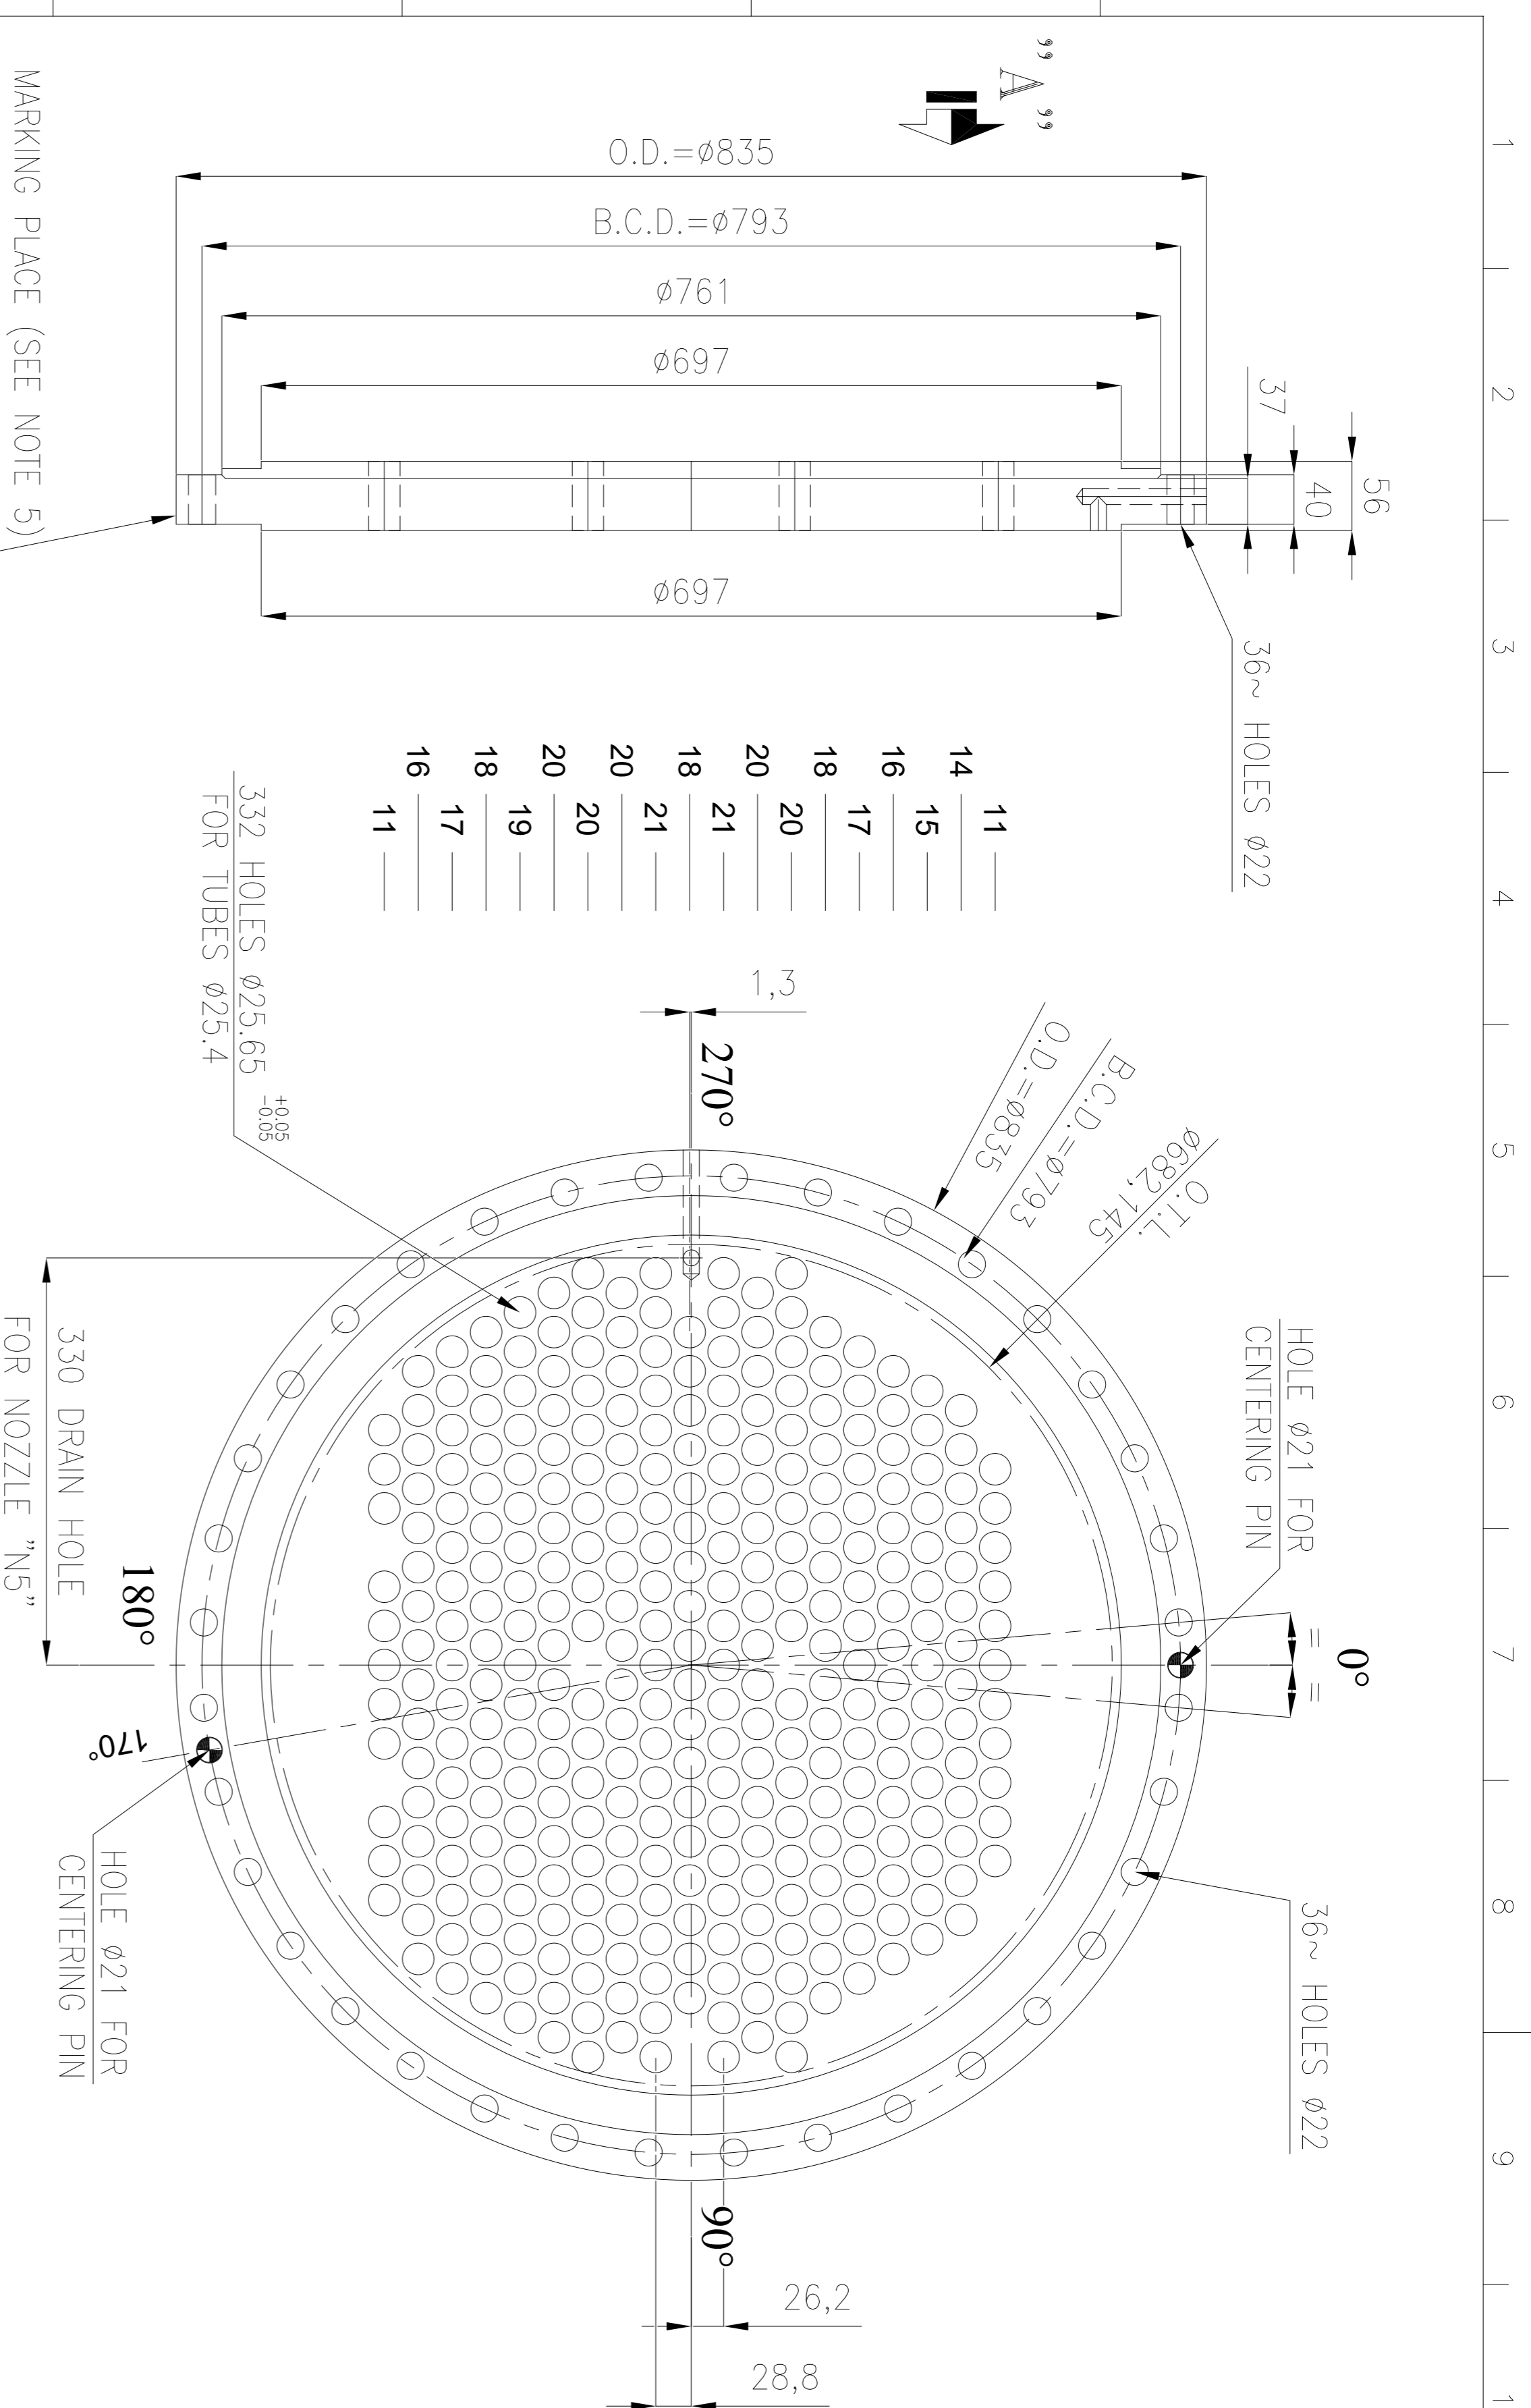 1
2
3
4
5
6
7
8
9
1
” A ”
O.D.=ø835
B.C.D.=ø793
ø761
ø697
37
40
56
ø697
36~ HOLES ø22
MARKING PLACE (SEE NOTE 5)
11
14
15
16
17
18
20
20
21
18
21
20
20
20
19
18
17
16
11
332 HOLES ø25.65 +0.05 -0.05
FOR TUBES ø25.4
1,3
270°
O.D.=ø835
B.C.D.=ø793
O.T.L.
ø682,145
HOLE ø21 FOR
CENTERING PIN
= =
0°
36~ HOLES ø22
330 DRAIN HOLE
FOR NOZZLE ”N5”
180°
170°
HOLE ø21 FOR
CENTERING PIN
90°
26,2
28,8